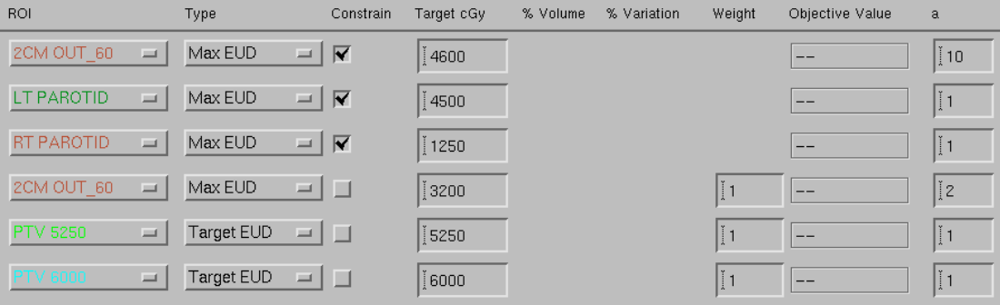 ROI Type Constrain Target cGy % Volume % Variation Weight Objective Value a
2CM OUT_60 Max EUD 4600 -- 10
LT PAROTID Max EUD 4500 -- 1
RT PAROTID Max EUD 1250 -- 1
2CM OUT_60 Max EUD 3200 1 -- 2
PTV 5250 Target EUD 5250 1 -- 1
PTV 6000 Target EUD 6000 1 -- 1